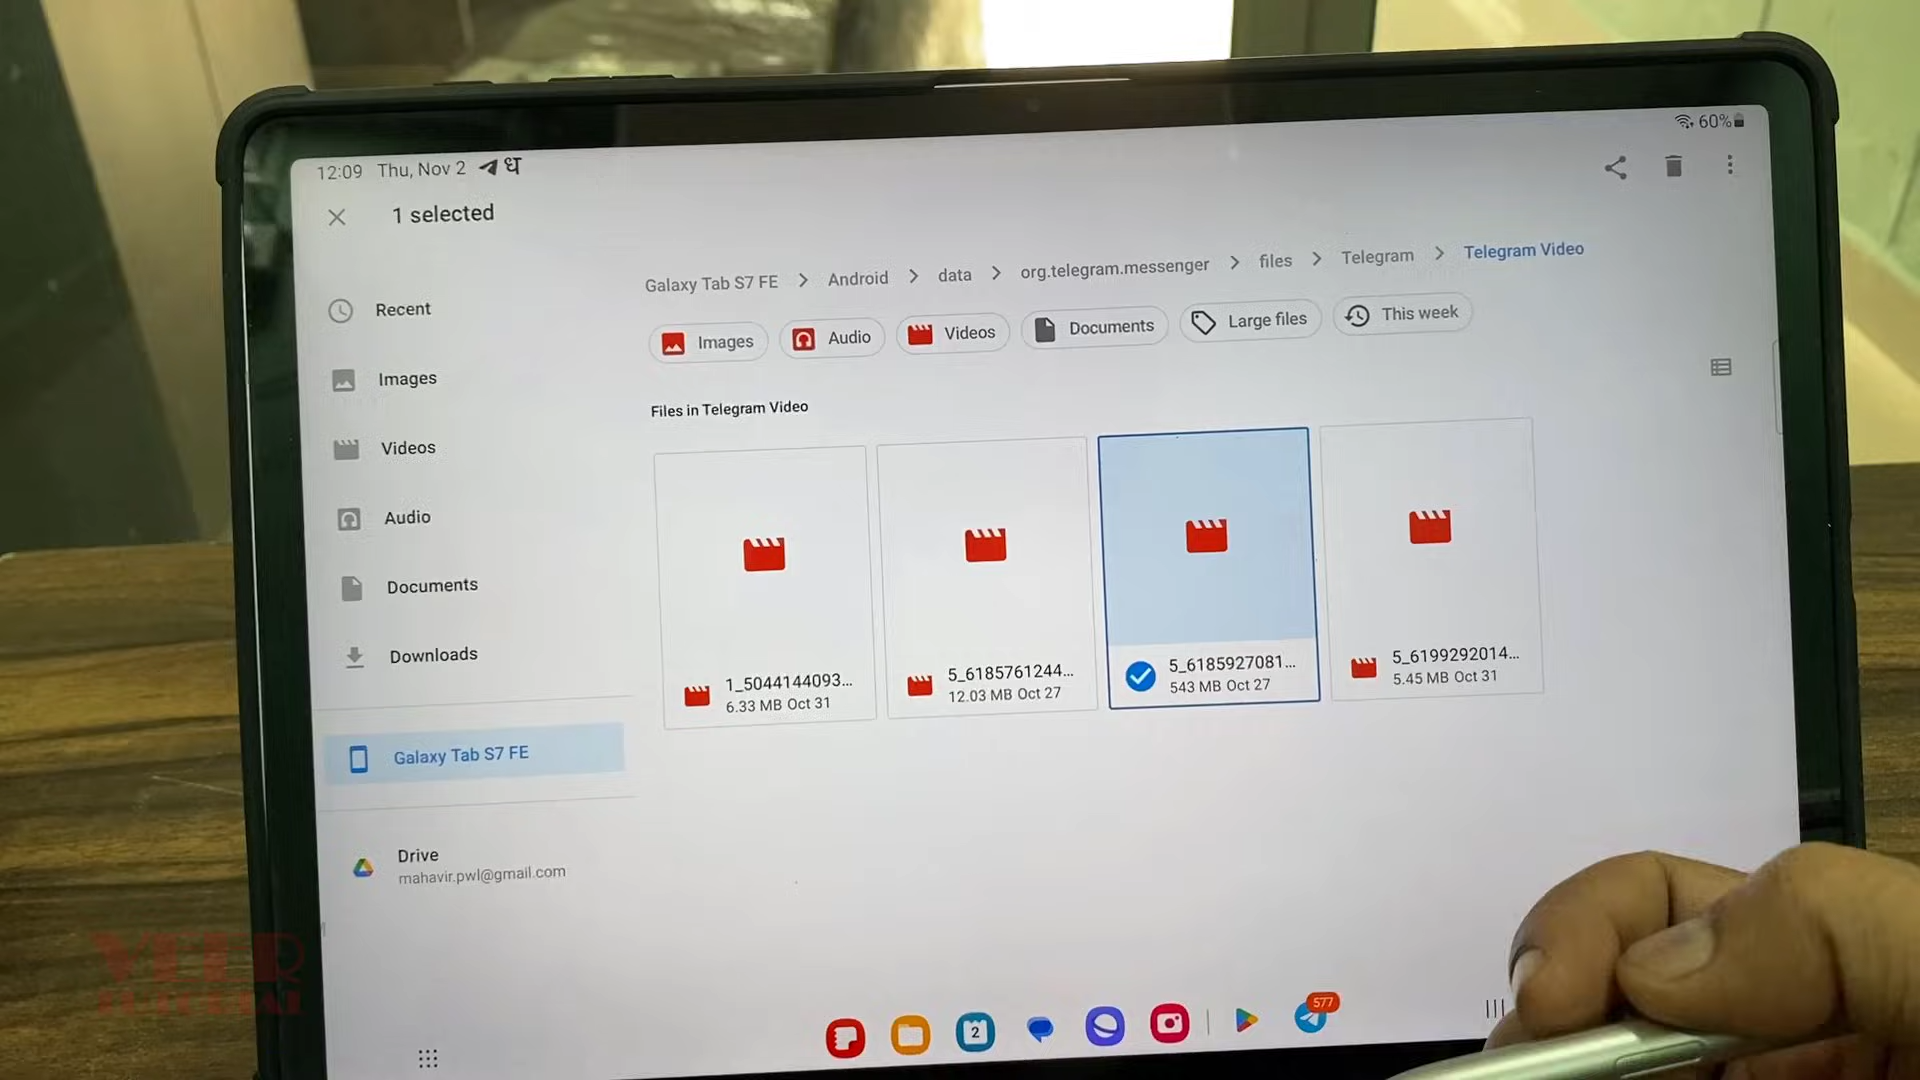 12:09 Thu, Nov 2 ध
60%
1 selected
Galaxy Tab S7 FE > Android > data > org.telegram.messenger > files > Telegram > Telegram Video
Images Audio Videos Documents Large files This week
Recent
Images
Videos
Audio
Documents
Downloads
Galaxy Tab S7 FE
Drive
mahavir.pwl@gmail.com
Files in Telegram Video
1_5044144093...
6.33 MB Oct 31
5_6185761244...
12.03 MB Oct 27
5_6185927081...
543 MB Oct 27
5_6199292014...
5.45 MB Oct 31
2
577
VEER